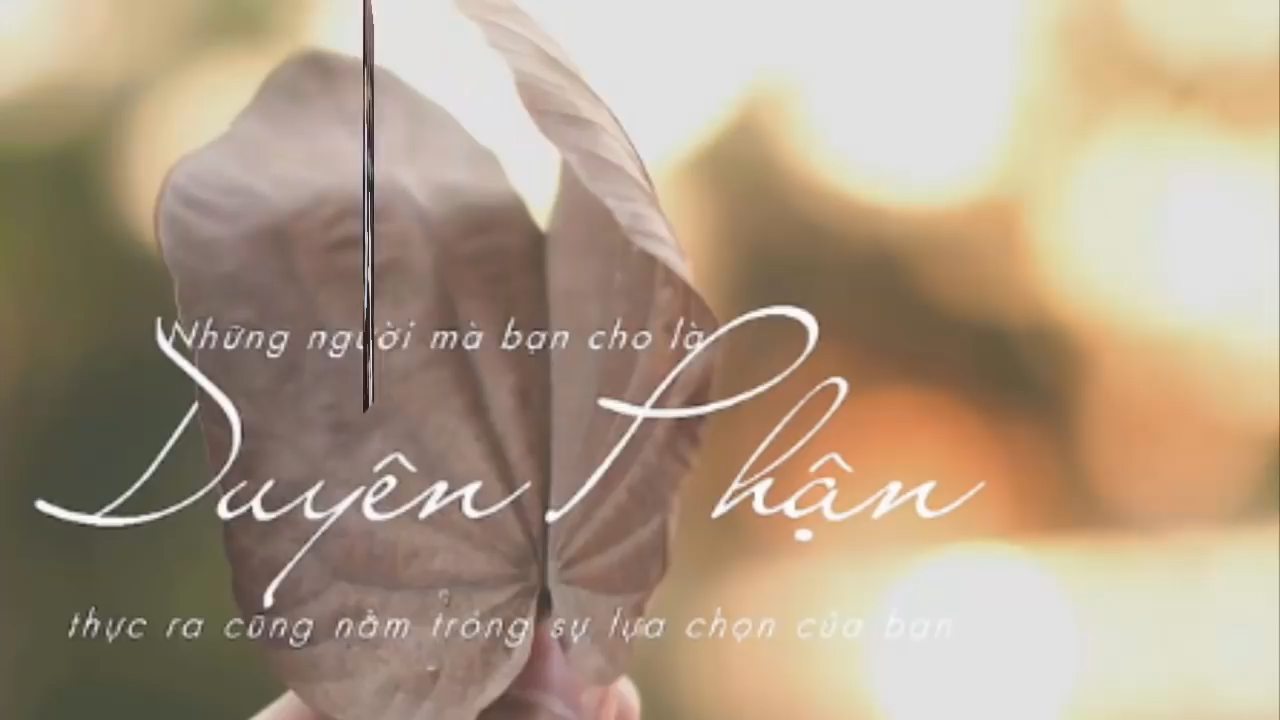 Những người mà bạn cho là
Duyên Phận
thực ra cũng nằm trong sự lựa chọn của bạn